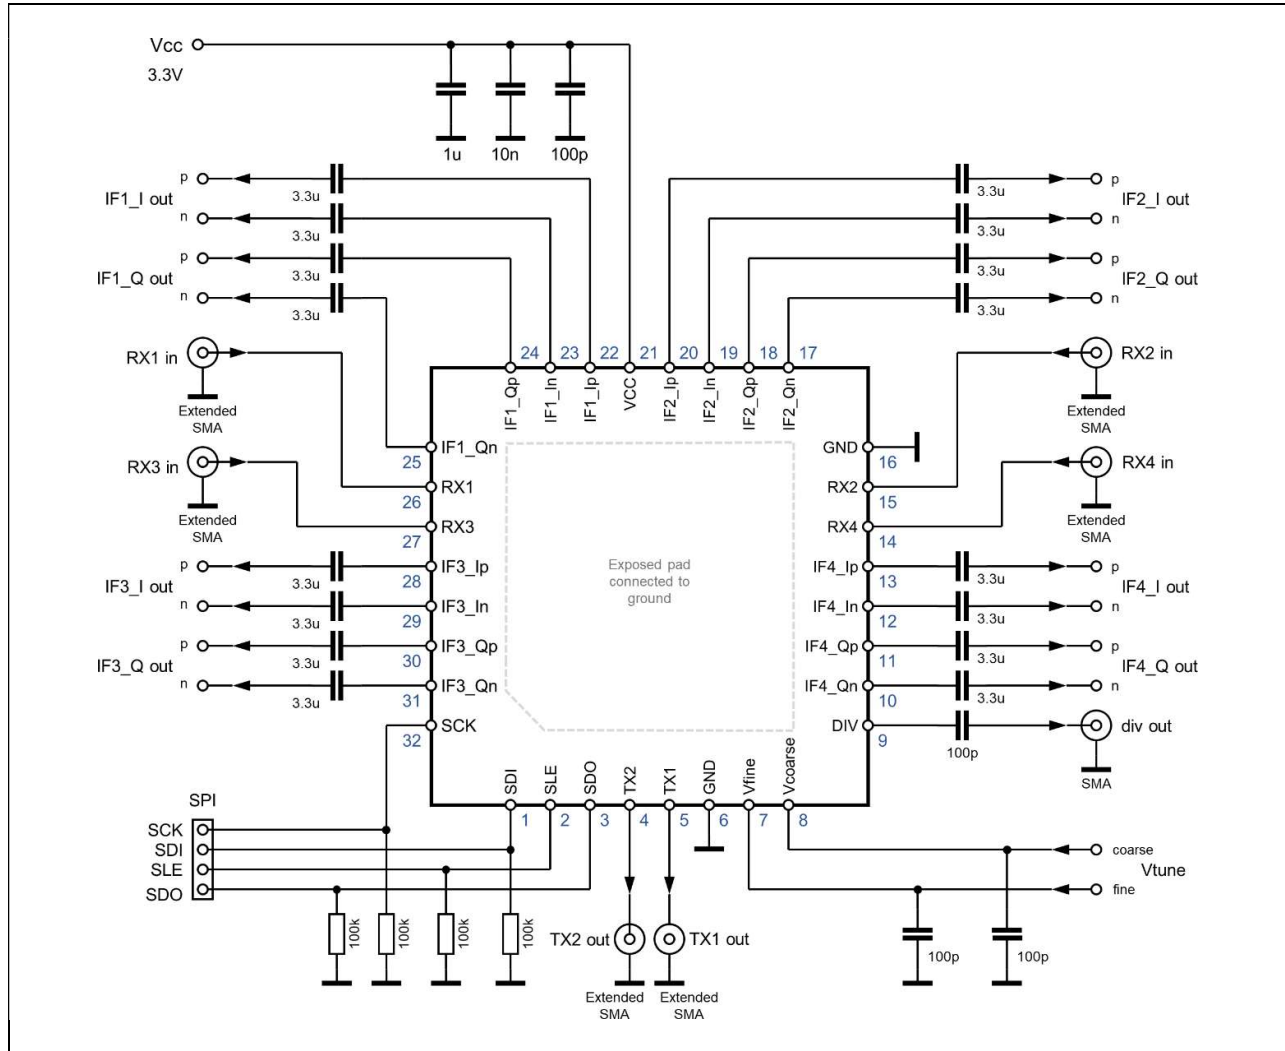 Vcc
3.3V
1u
10n
100p
p
IF1_I out
n
3.3u
3.3u
p
IF1_Q out
n
3.3u
3.3u
3.3u
3.3u
p
IF2_I out
n
3.3u
3.3u
p
IF2_Q out
n
RX1 in
Extended
SMA
RX3 in
Extended
SMA
RX2 in
Extended
SMA
RX4 in
Extended
SMA
24
23
22
21
20
19
18
17
IF1_Qp
IF1_In
IF1_Ip
VCC
IF2_Ip
IF2_In
IF2_Qp
IF2_Qn
IF1_Qn
25
RX1
26
RX3
27
IF3_Ip
28
IF3_In
29
IF3_Qp
30
IF3_Qn
31
SCK
32
GND
16
RX2
15
RX4
14
IF4_Ip
13
IF4_In
12
IF4_Qp
11
IF4_Qn
10
DIV
9
Exposed pad
connected to
ground
p
IF3_I out
n
3.3u
3.3u
p
IF3_Q out
n
3.3u
3.3u
3.3u
3.3u
p
IF4_I out
n
3.3u
3.3u
p
IF4_Q out
n
100p
div out
SMA
SDI
SLE
SDO
TX2
TX1
GND
Vfine
Vcoarse
1
2
3
4
5
6
7
8
SPI
SCK
SDI
SLE
SDO
100k
100k
100k
100k
TX2 out
TX1 out
Extended
SMA
Extended
SMA
coarse
Vtune
fine
100p
100p